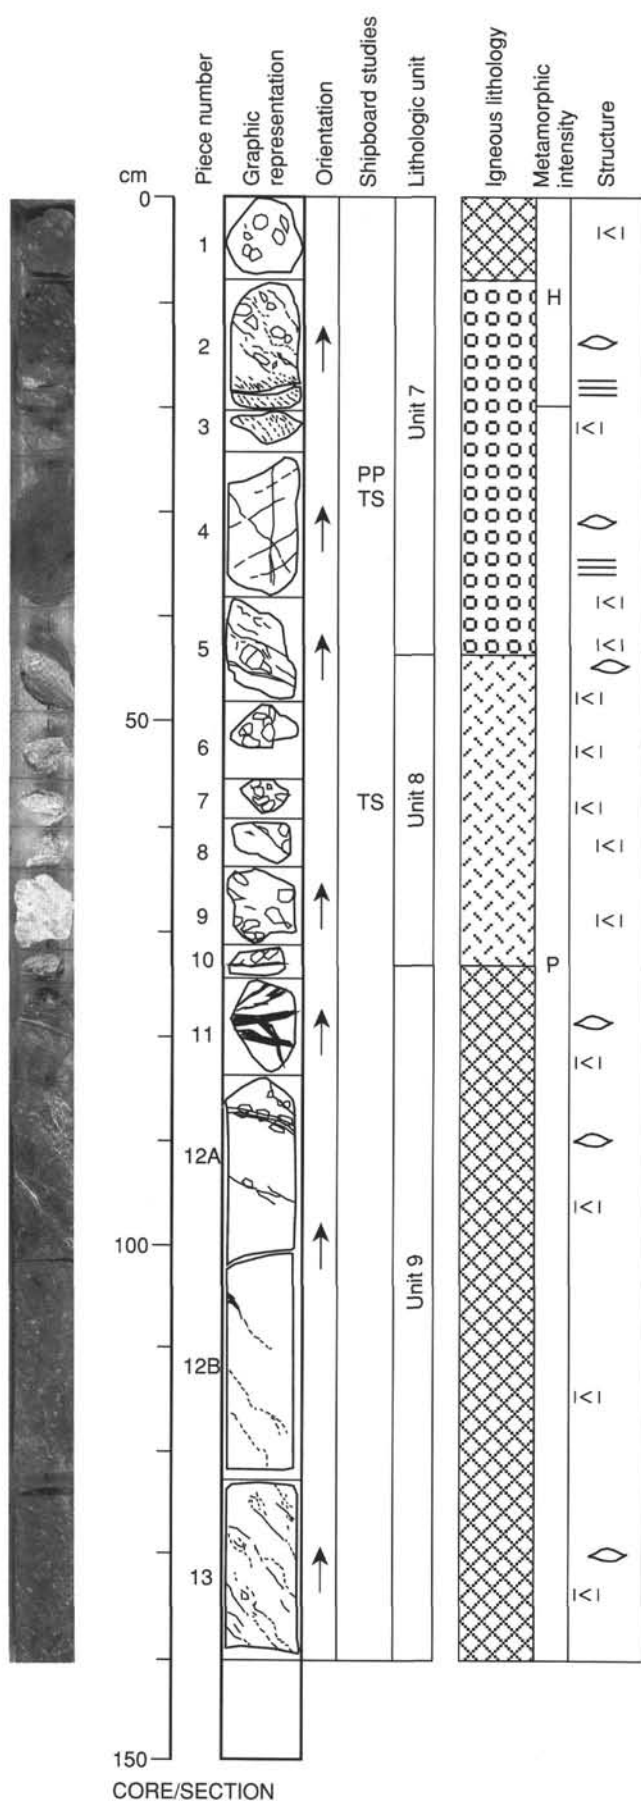 cm
Piece number
Graphic
representation
Orientation
Shipboard studies
Lithologic unit
Igneous lithology
Metamorphic
intensity
Structure
0
1
H
2
3
Unit 7
PP
TS
4
5
50
6
7
TS
Unit 8
8
9
10
P
11
12A
100
Unit 9
12B
13
150
CORE/SECTION